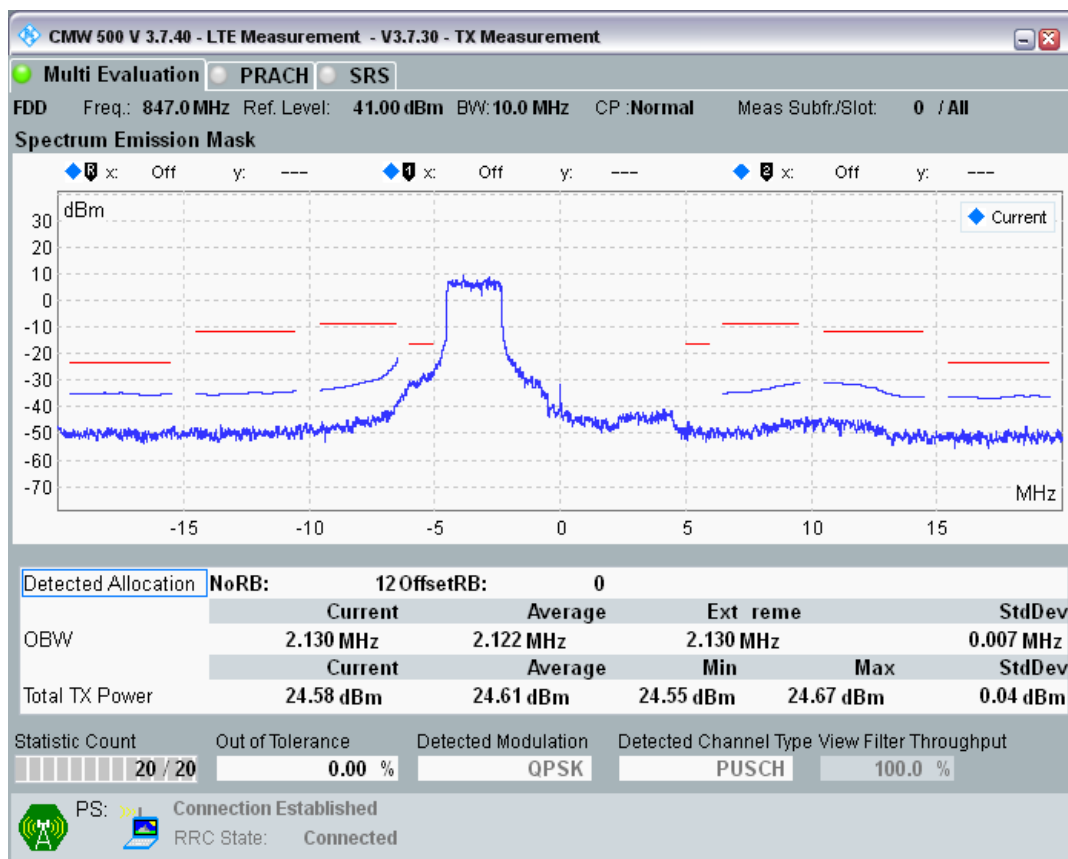 CMW 500 V 3.7.40 - LTE Measurement - V3.7.30 - TX Measurement
Multi Evaluation PRACH SRS
FDD Freq.: 847.0 MHz Ref. Level: 41.00 dBm BW: 10.0 MHz CP :Normal Meas Subfr./Slot: 0 / All
Spectrum Emission Mask
R x: Off y: --- 1 x: Off y: --- 2 x: Off y: ---
dBm
Current
30
20
10
0
-10
-20
-30
-40
-50
-60
-70
MHz
-15 -10 -5 0 5 10 15
Detected Allocation NoRB: 12 OffsetRB: 0
Current Average Ext reme StdDev
OBW 2.130 MHz 2.122 MHz 2.130 MHz 0.007 MHz
Current Average Min Max StdDev
Total TX Power 24.58 dBm 24.61 dBm 24.55 dBm 24.67 dBm 0.04 dBm
Statistic Count Out of Tolerance Detected Modulation Detected Channel Type View Filter Throughput
20 / 20 0.00 % QPSK PUSCH 100.0 %
PS: Connection Established
RRC State: Connected